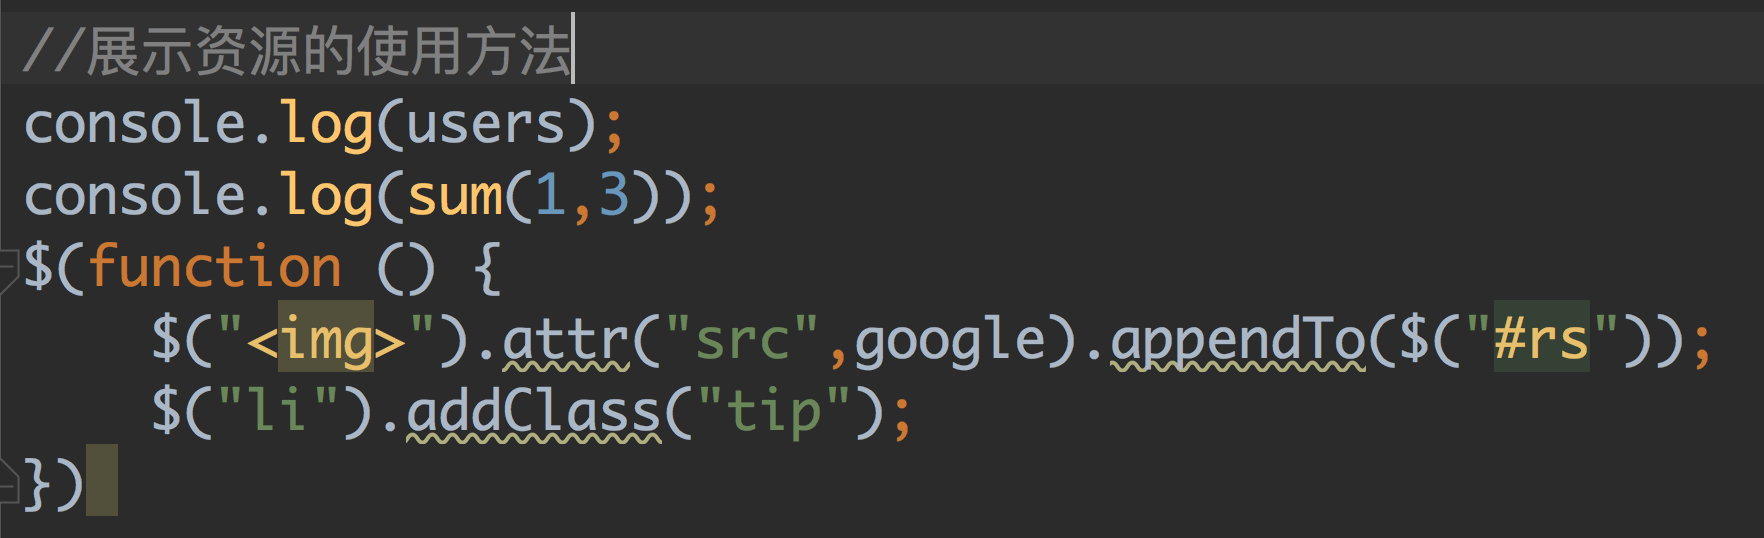 //展示资源的使用方法
console.log(users);
console.log(sum(1,3));
$(function () {
    $("<img>").attr("src",google).appendTo($("#rs"));
    $("li").addClass("tip");
})